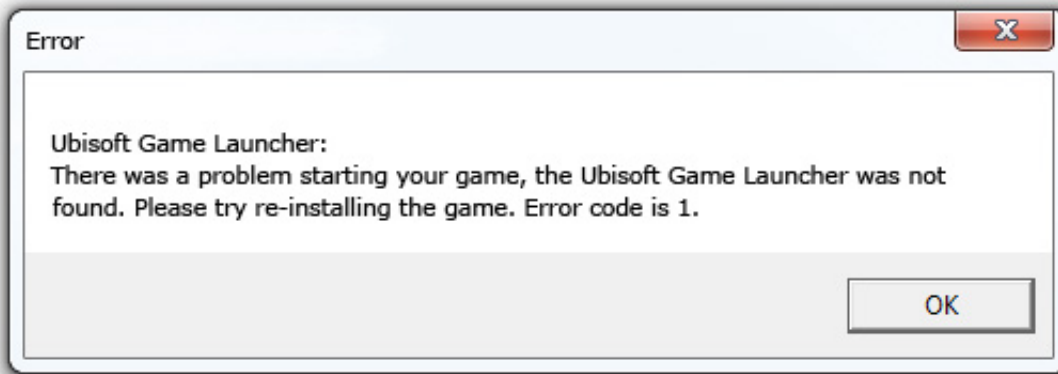 Error
Ubisoft Game Launcher:
There was a problem starting your game, the Ubisoft Game Launcher was not
found. Please try re-installing the game. Error code is 1.
OK